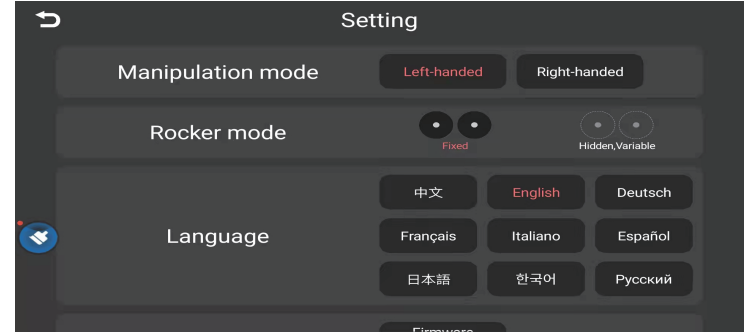 Setting
Manipulation mode
Left-handed
Right-handed
Rocker mode
Fixed
Hidden,Variable
Language
中文
English
Deutsch
Français
Italiano
Español
日本語
한국어
Русский
Firmware